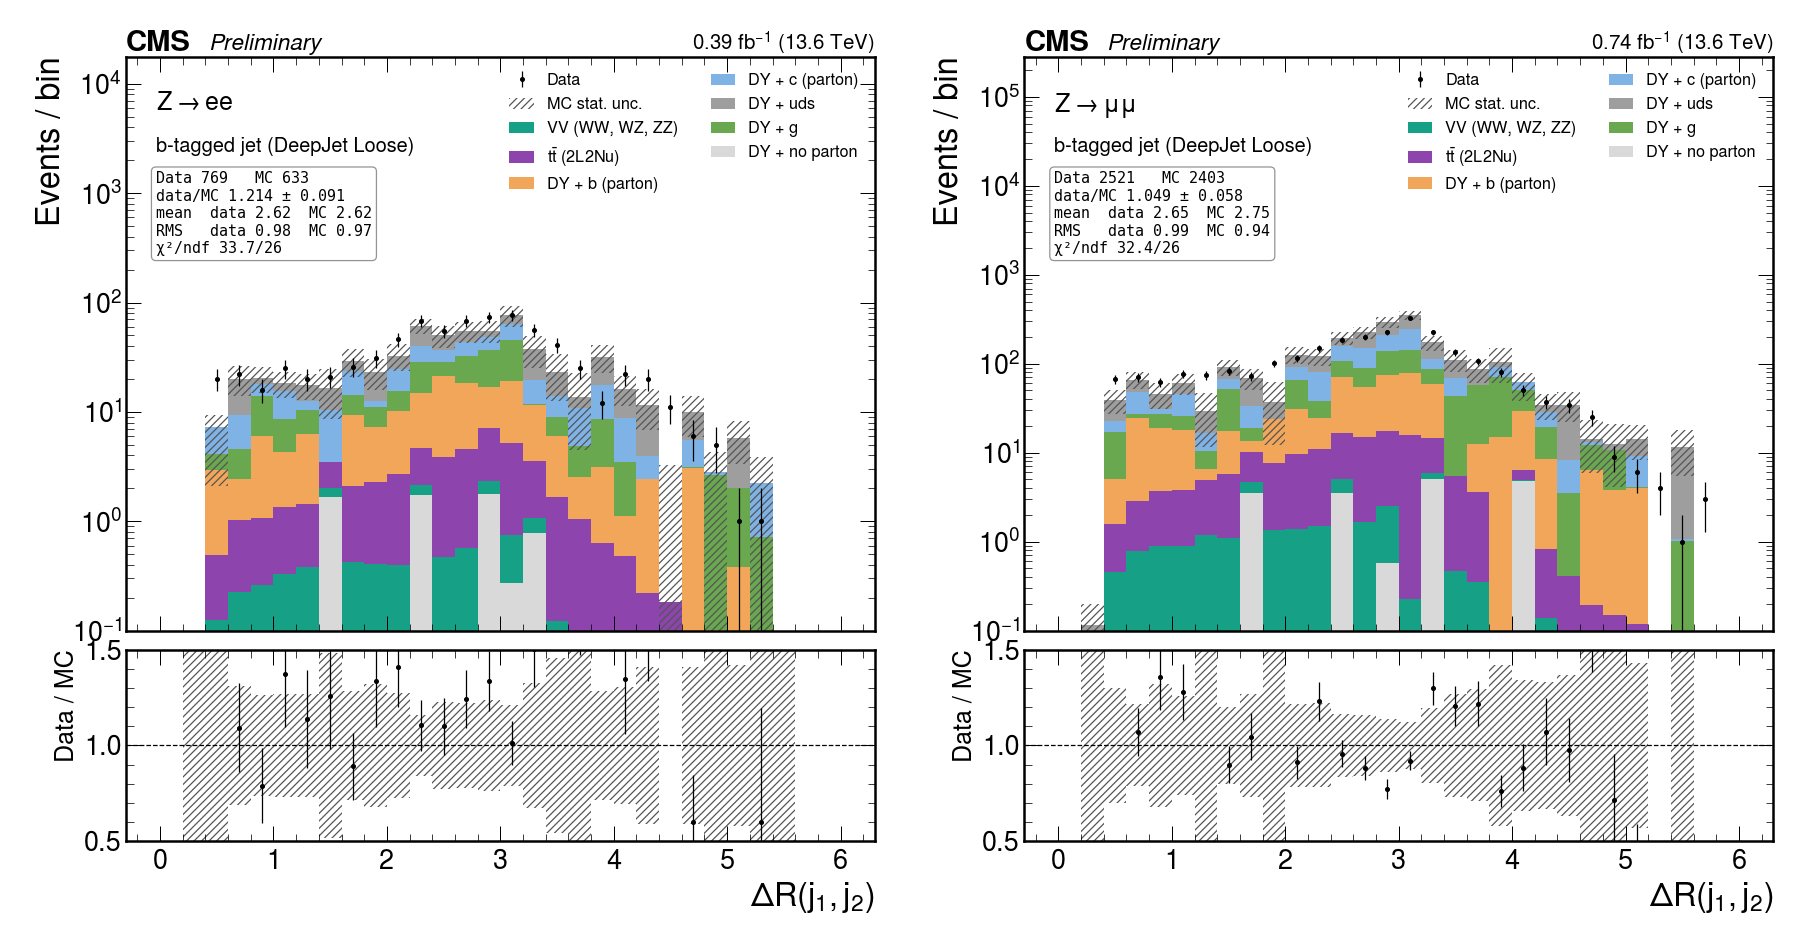 CMS Preliminary 0.39 fb⁻¹ (13.6 TeV)
Events / bin
10⁴
10³
10²
10¹
10⁰
10⁻¹
Z → ee
b-tagged jet (DeepJet Loose)
Data 769 MC 633
data/MC 1.214 ± 0.091
mean data 2.62 MC 2.62
RMS data 0.98 MC 0.97
χ²/ndf 33.7/26
Data
MC stat. unc.
VV (WW, WZ, ZZ)
tt̄ (2L2Nu)
DY + b (parton)
DY + c (parton)
DY + uds
DY + g
DY + no parton
Data / MC
1.5
1.0
0.5
0 1 2 3 4 5 6
ΔR(j₁, j₂)
CMS Preliminary 0.74 fb⁻¹ (13.6 TeV)
Events / bin
10⁵
10⁴
10³
10²
10¹
10⁰
10⁻¹
Z → μμ
b-tagged jet (DeepJet Loose)
Data 2521 MC 2403
data/MC 1.049 ± 0.058
mean data 2.65 MC 2.75
RMS data 0.99 MC 0.94
χ²/ndf 32.4/26
Data
MC stat. unc.
VV (WW, WZ, ZZ)
tt̄ (2L2Nu)
DY + b (parton)
DY + c (parton)
DY + uds
DY + g
DY + no parton
Data / MC
1.5
1.0
0.5
0 1 2 3 4 5 6
ΔR(j₁, j₂)